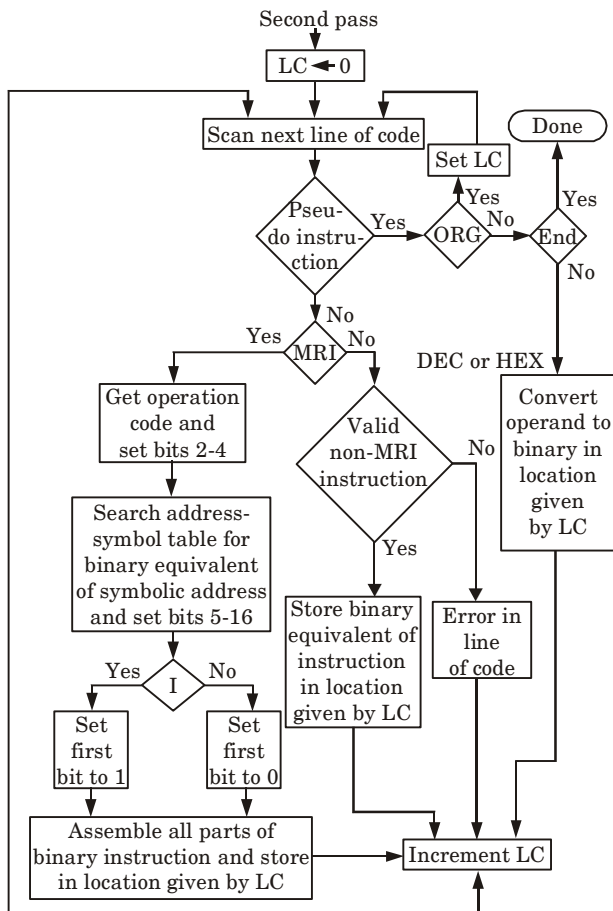 Second pass
LC ← 0
Scan next line of code
Done
Set LC
Pseu-
do instru-
ction
Yes
Yes
ORG
No
Yes
End
No
No
Yes
MRI
No
DEC or HEX
Get operation
code and
set bits 2-4
Valid
non-MRI
instruction
No
Convert
operand to
binary in
location
given
by LC
Search address-
symbol table for
binary equivalent
of symbolic address
and set bits 5-16
Yes
Store binary
equivalent of
instruction
in location
given by LC
Error in
line
of code
Yes
I
No
Set
first
bit to 1
Set
first
bit to 0
Assemble all parts of
binary instruction and store
in location given by LC
Increment LC